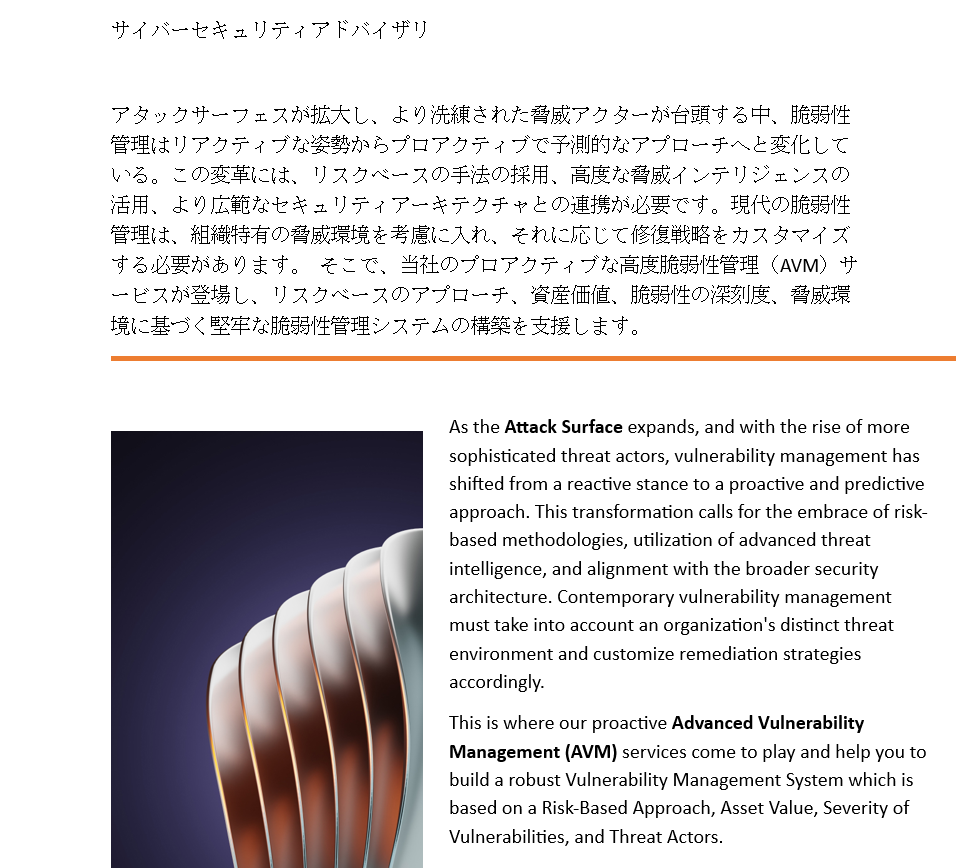 サイバーセキュリティアドバイザリ
アタックサーフェスが拡大し、より洗練された脅威アクターが台頭する中、脆弱性
管理はリアクティブな姿勢からプロアクティブで予測的なアプローチへと変化して
いる。この変革には、リスクベースの手法の採用、高度な脅威インテリジェンスの
活用、より広範なセキュリティアーキテクチャとの連携が必要です。現代の脆弱性
管理は、組織特有の脅威環境を考慮に入れ、それに応じて修復戦略をカスタマイズ
する必要があります。 そこで、当社のプロアクティブな高度脆弱性管理（AVM）サ
ービスが登場し、リスクベースのアプローチ、資産価値、脆弱性の深刻度、脅威環
境に基づく堅牢な脆弱性管理システムの構築を支援します。
As the Attack Surface expands, and with the rise of more
sophisticated threat actors, vulnerability management has
shifted from a reactive stance to a proactive and predictive
approach. This transformation calls for the embrace of risk-
based methodologies, utilization of advanced threat
intelligence, and alignment with the broader security
architecture. Contemporary vulnerability management
must take into account an organization's distinct threat
environment and customize remediation strategies
accordingly.
This is where our proactive Advanced Vulnerability
Management (AVM) services come to play and help you to
build a robust Vulnerability Management System which is
based on a Risk-Based Approach, Asset Value, Severity of
Vulnerabilities, and Threat Actors.